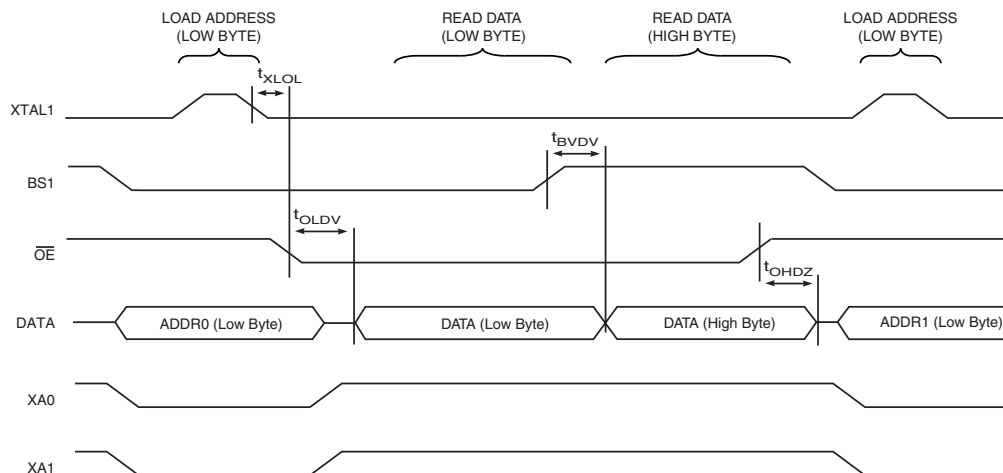 LOAD ADDRESS
(LOW BYTE)
READ DATA
(LOW BYTE)
READ DATA
(HIGH BYTE)
LOAD ADDRESS
(LOW BYTE)
tXLOL
XTAL1
tBVDV
BS1
tOLDV
OE
tOHDZ
DATA
ADDR0 (Low Byte)
DATA (Low Byte)
DATA (High Byte)
ADDR1 (Low Byte)
XA0
XA1